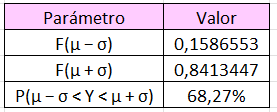 Parámetro Valor
F(μ − σ) 0,1586553
F(μ + σ) 0,8413447
P(μ − σ < Y < μ + σ) 68,27%